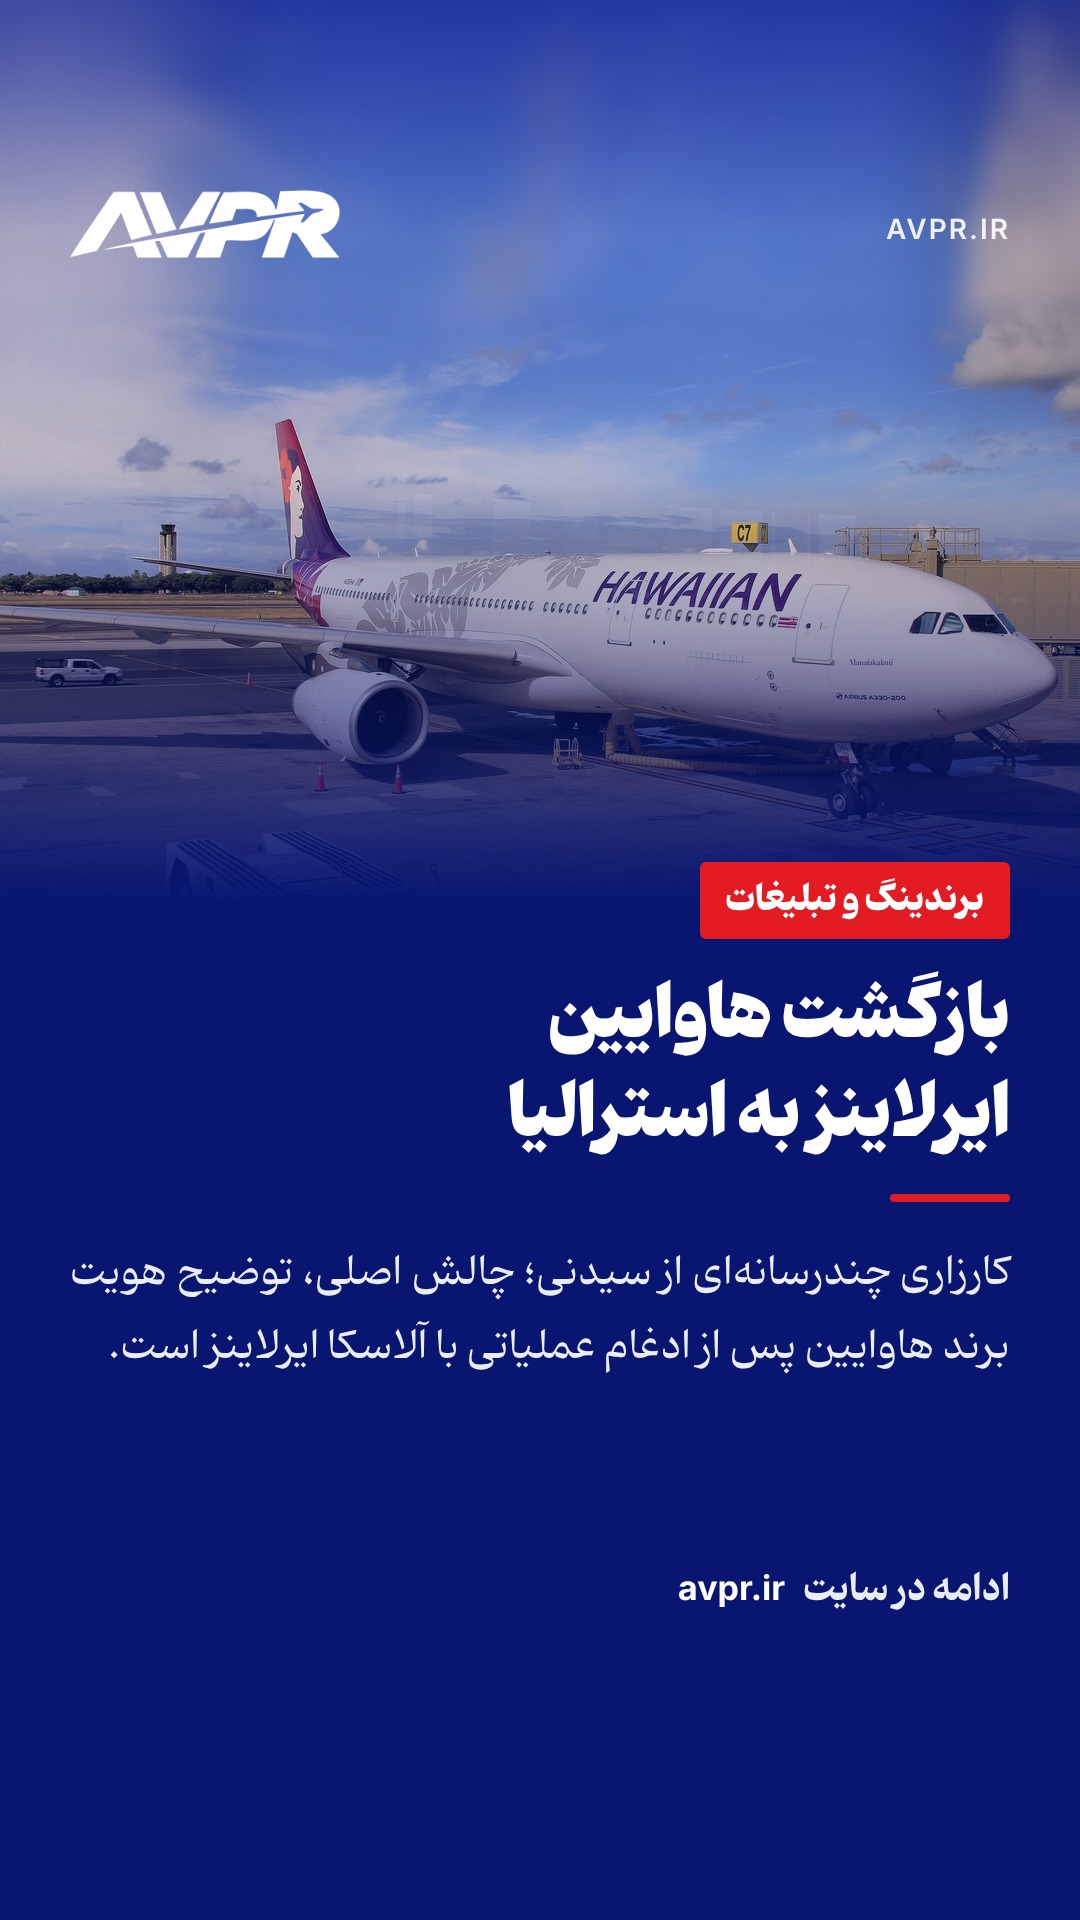 AVPR
AVPR.IR
C7
HAWAIIAN
Manaiakalani
AIRBUS A330-200
برندینگ و تبلیغات
بازگشت هاوایین
ایرلاینز به استرالیا
کارزاری چندرسانه‌ای از سیدنی؛ چالش اصلی، توضیح هویت
برند هاوایین پس از ادغام عملیاتی با آلاسکا ایرلاینز است.
ادامه در سایت avpr.ir